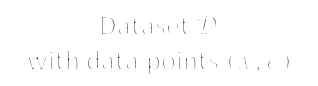 Dataset 𝒟
with data points (x, c)